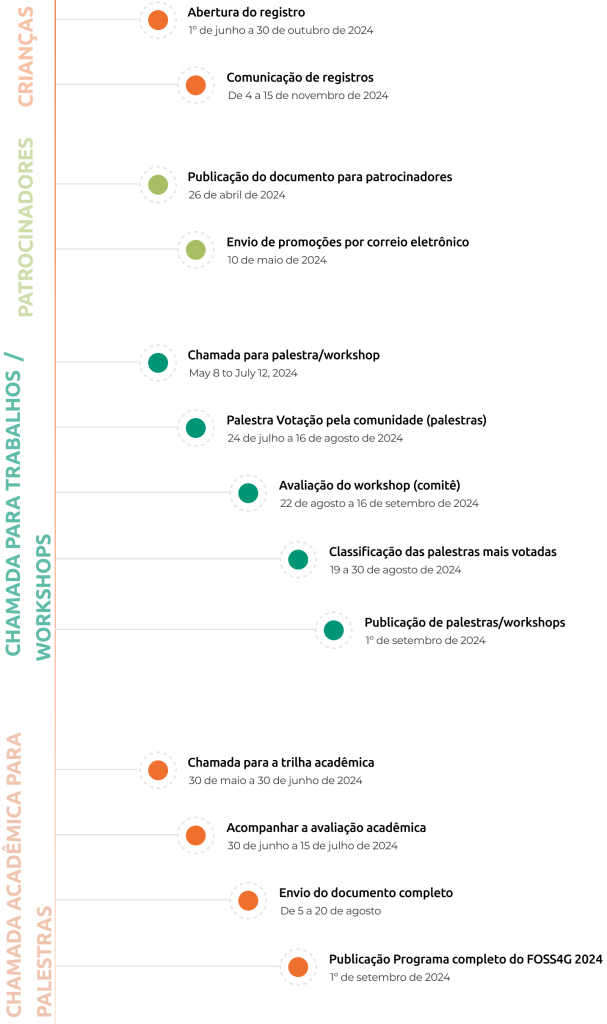 CRIANÇAS
Abertura do registro
1º de junho a 30 de outubro de 2024
Comunicação de registros
De 4 a 15 de novembro de 2024
PATROCINADORES
Publicação do documento para patrocinadores
26 de abril de 2024
Envio de promoções por correio eletrônico
10 de maio de 2024
CHAMADA PARA TRABALHOS /
WORKSHOPS
Chamada para palestra/workshop
May 8 to July 12, 2024
Palestra Votação pela comunidade (palestras)
24 de julho a 16 de agosto de 2024
Avaliação do workshop (comitê)
22 de agosto a 16 de setembro de 2024
Classificação das palestras mais votadas
19 a 30 de agosto de 2024
Publicação de palestras/workshops
1º de setembro de 2024
CHAMADA ACADÊMICA PARA
PALESTRAS
Chamada para a trilha acadêmica
30 de maio a 30 de junho de 2024
Acompanhar a avaliação acadêmica
30 de junho a 15 de julho de 2024
Envio do documento completo
De 5 a 20 de agosto
Publicação Programa completo do FOSS4G 2024
1º de setembro de 2024